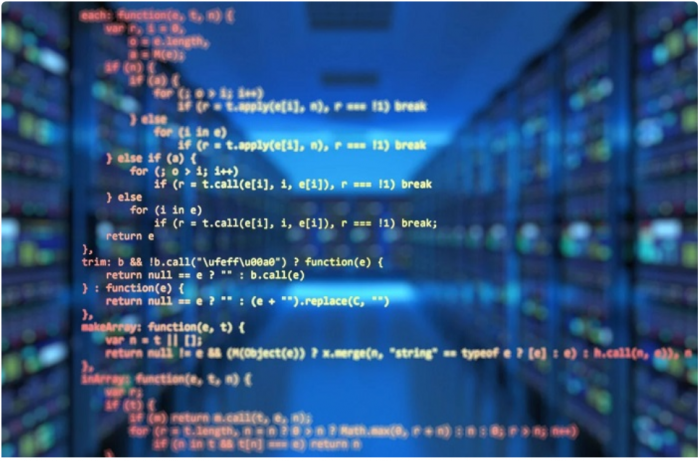 each: function(e, t, n) {
var r, i = 0,
o = e.length,
a = M(e);
if (n) {
if (a) {
for (; o > i; i++)
if (r = t.apply(e[i], n), r === !1) break
} else
for (i in e)
if (r = t.apply(e[i], n), r === !1) break
} else if (a) {
for (; o > i; i++)
if (r = t.call(e[i], i, e[i]), r === !1) break
} else
for (i in e)
if (r = t.call(e[i], i, e[i]), r === !1) break;
return e
},
trim: b && !b.call("\ufeff\u00a0") ? function(e) {
return null == e ? "" : b.call(e)
} : function(e) {
return null == e ? "" : (e + "").replace(C, "")
},
makeArray: function(e, t) {
var n = t || [];
return null != e && (M(Object(e)) ? x.merge(n, "string" == typeof e ? [e] : e) : h.call(n, e)), n
},
inArray: function(e, t, n) {
var r;
if (t) {
if (m) return m.call(t, e, n);
for (r = t.length, n = n ? 0 > n ? Math.max(0, r + n) : n : 0; r > n; n++)
if (n in t && t[n] === e) return n
}